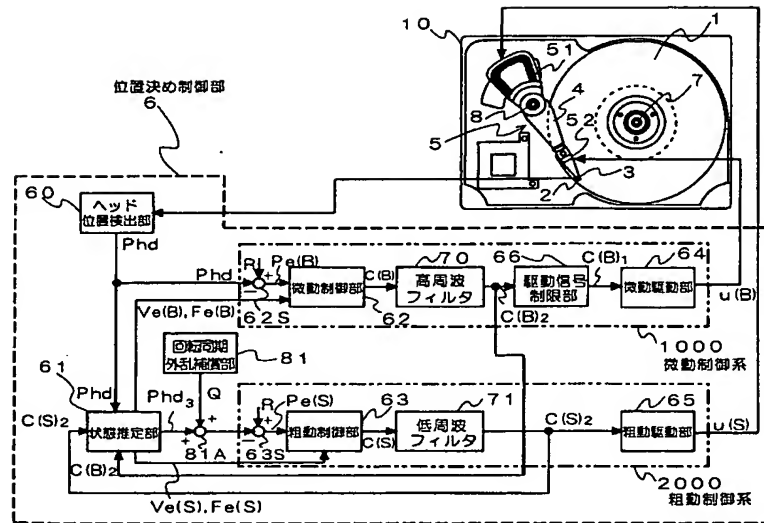 10
51
1
位置決め制御部
6
4
7
8
5
52
3
2
60
ヘッド
位置検出部
Phd
Phd
R
Pe(B)
微動制御部
62
C(B)
70
高周波
フィルタ
66
駆動信号
制限部
C(B)1
64
微動駆動部
u(B)
Ve(B),Fe(B)
62S
C(B)2
1000
微動制御系
回転同期
外乱補償部
81
61
Phd
Phd3
Q
R
Pe(S)
63
71
65
状態推定部
粗動制御部
C(S)
低周波
フィルタ
C(S)2
粗動駆動部
u(S)
C(S)2
C(B)2
81A
63S
Ve(S),Fe(S)
2000
粗動制御系